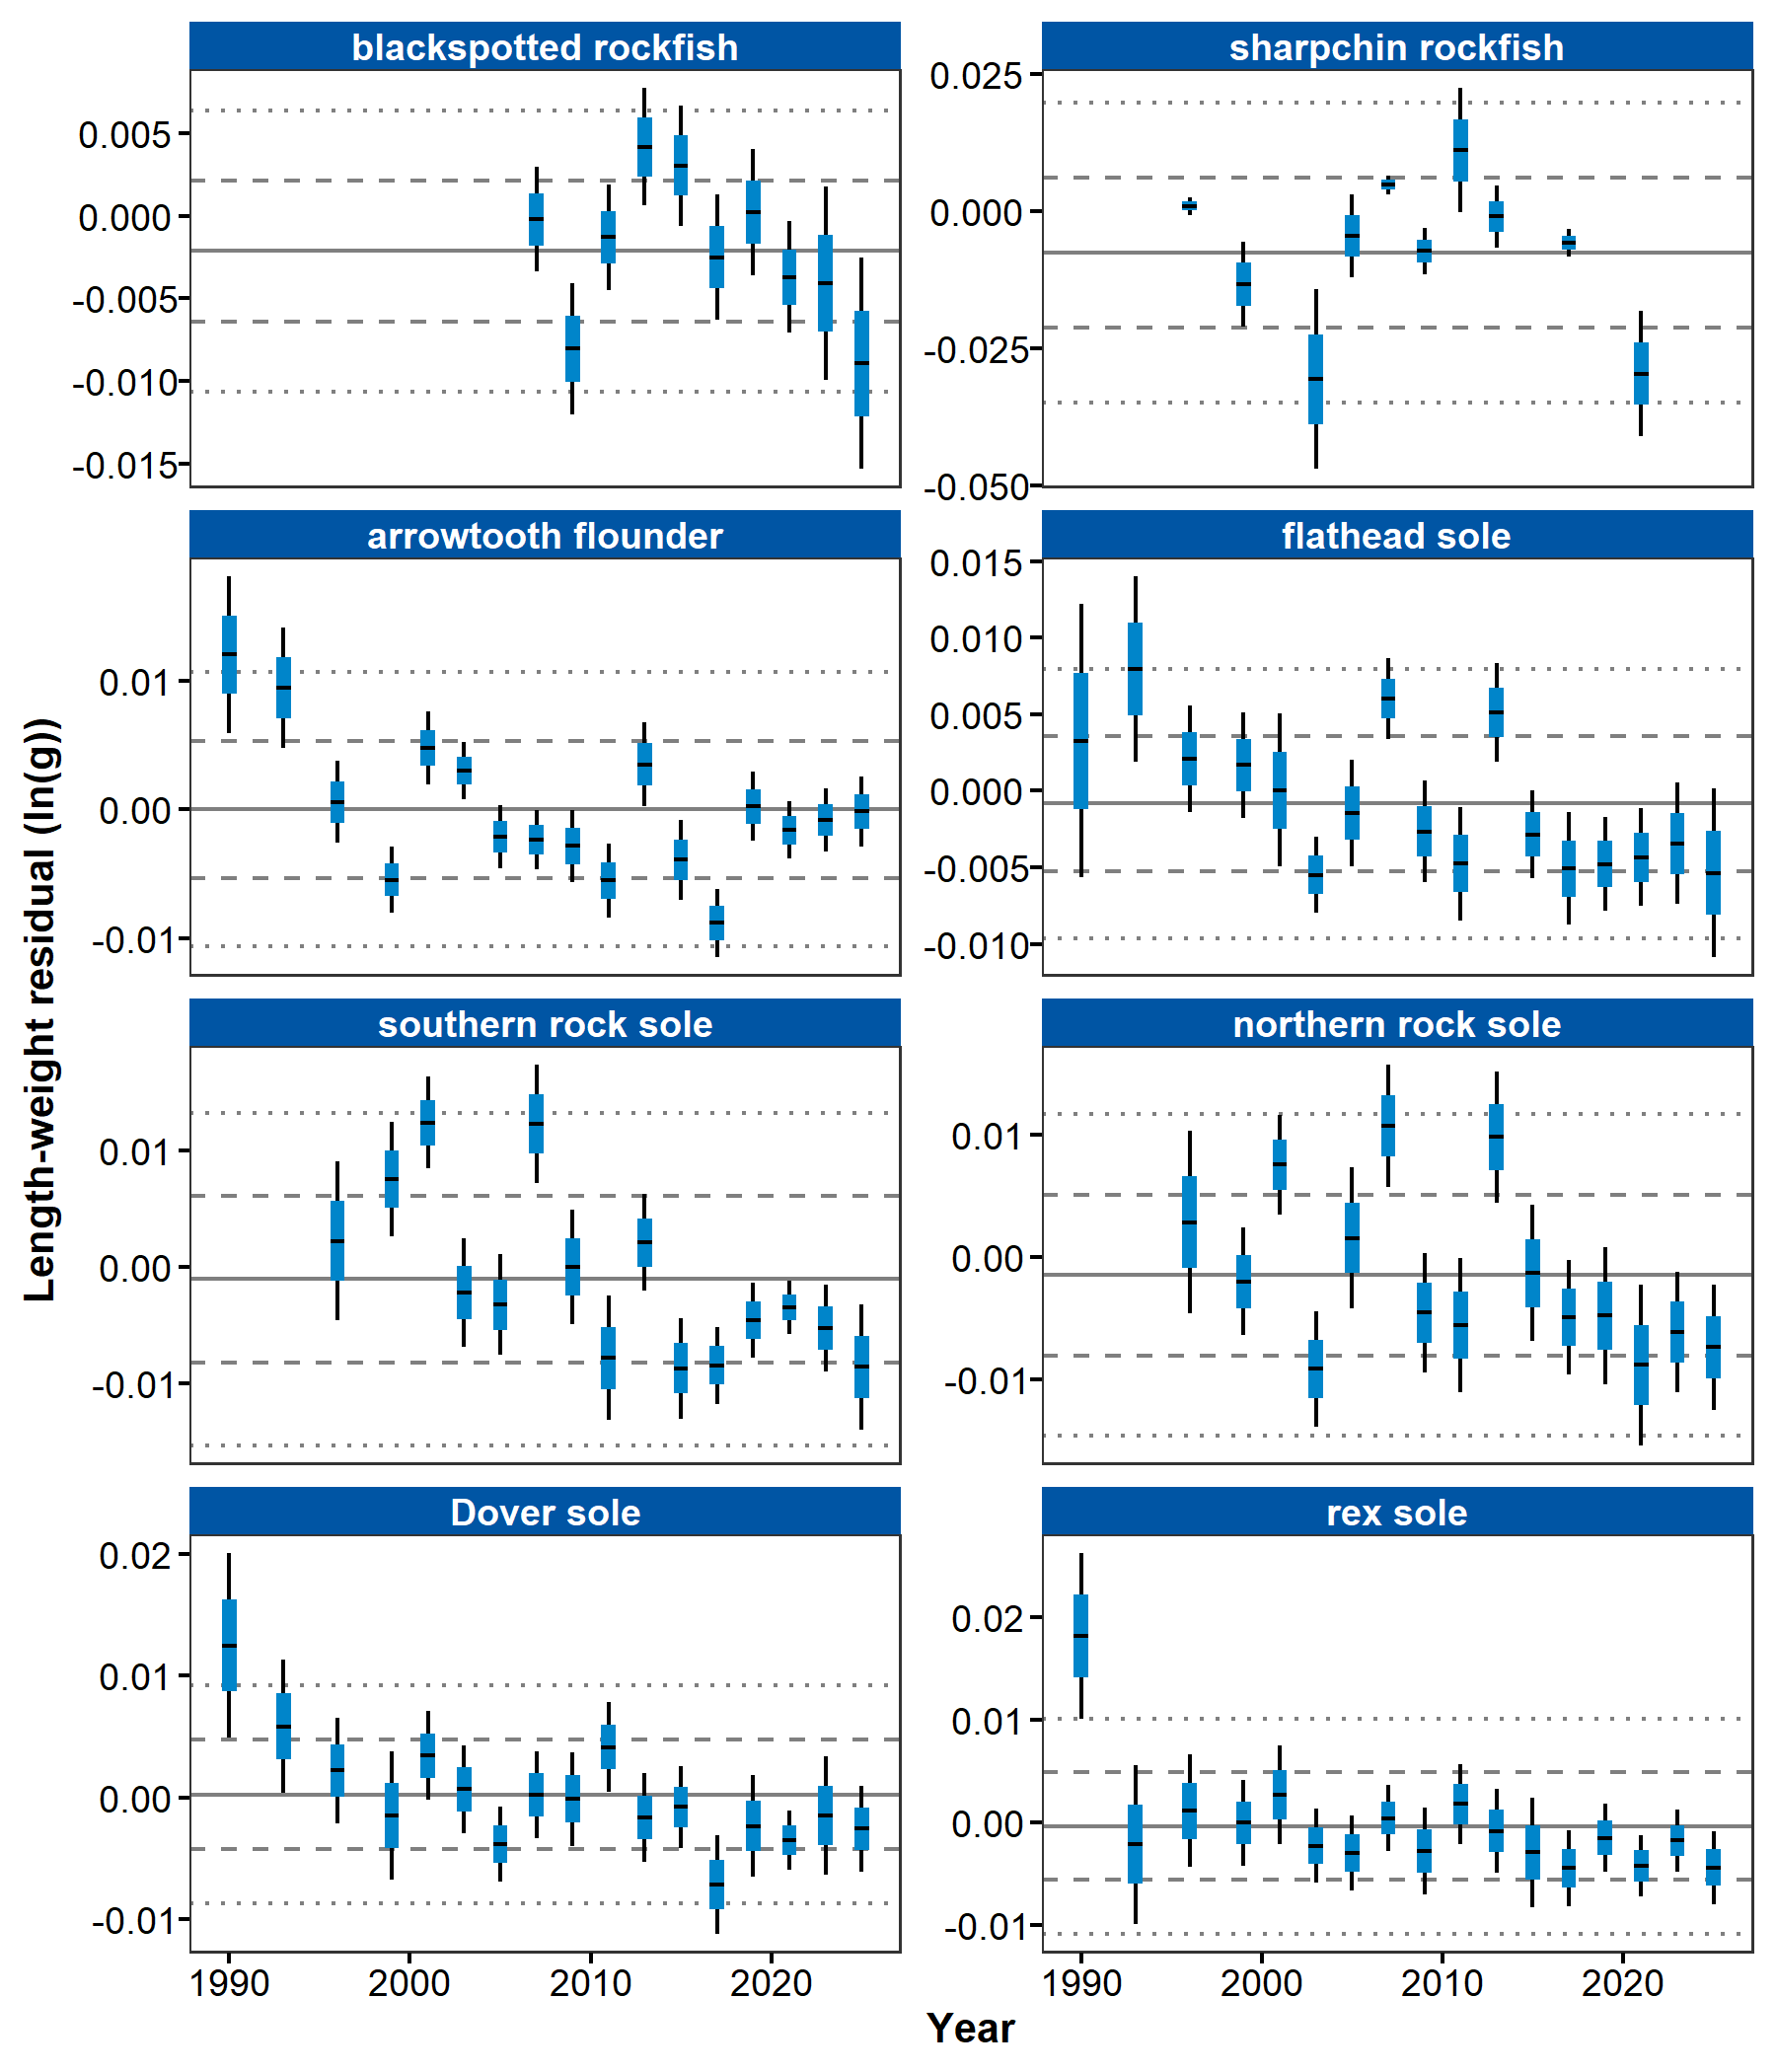 blackspotted rockfish
sharpchin rockfish
0.005
0.000
-0.005
-0.010
-0.015
0.025
0.000
-0.025
-0.050
arrowtooth flounder
flathead sole
0.01
0.00
-0.01
0.015
0.010
0.005
0.000
-0.005
-0.010
Length-weight residual (ln(g))
southern rock sole
northern rock sole
0.01
0.00
-0.01
0.01
0.00
-0.01
Dover sole
rex sole
0.02
0.01
0.00
-0.01
0.02
0.01
0.00
-0.01
1990 2000 2010 2020
1990 2000 2010 2020
Year